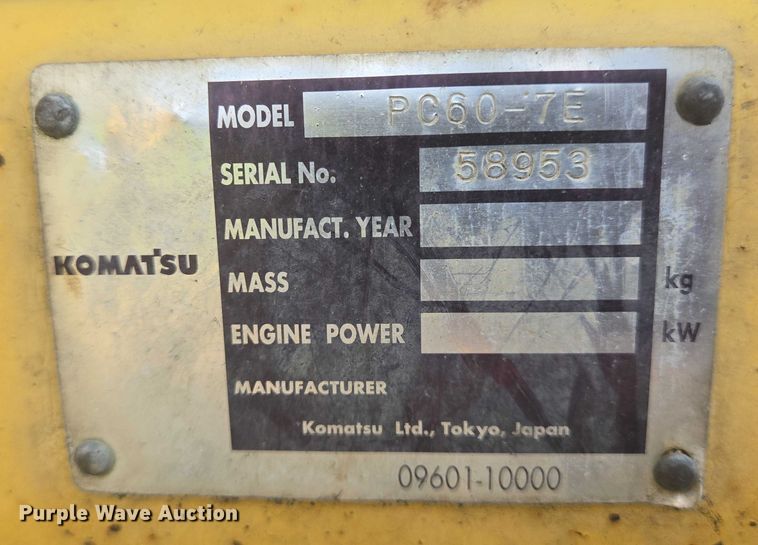 MODEL PC60-7E
SERIAL No. 58953
MANUFACT. YEAR
KOMATSU
MASS kg
ENGINE POWER kW
MANUFACTURER
Komatsu Ltd., Tokyo, Japan
09601-10000
Purple Wave Auction